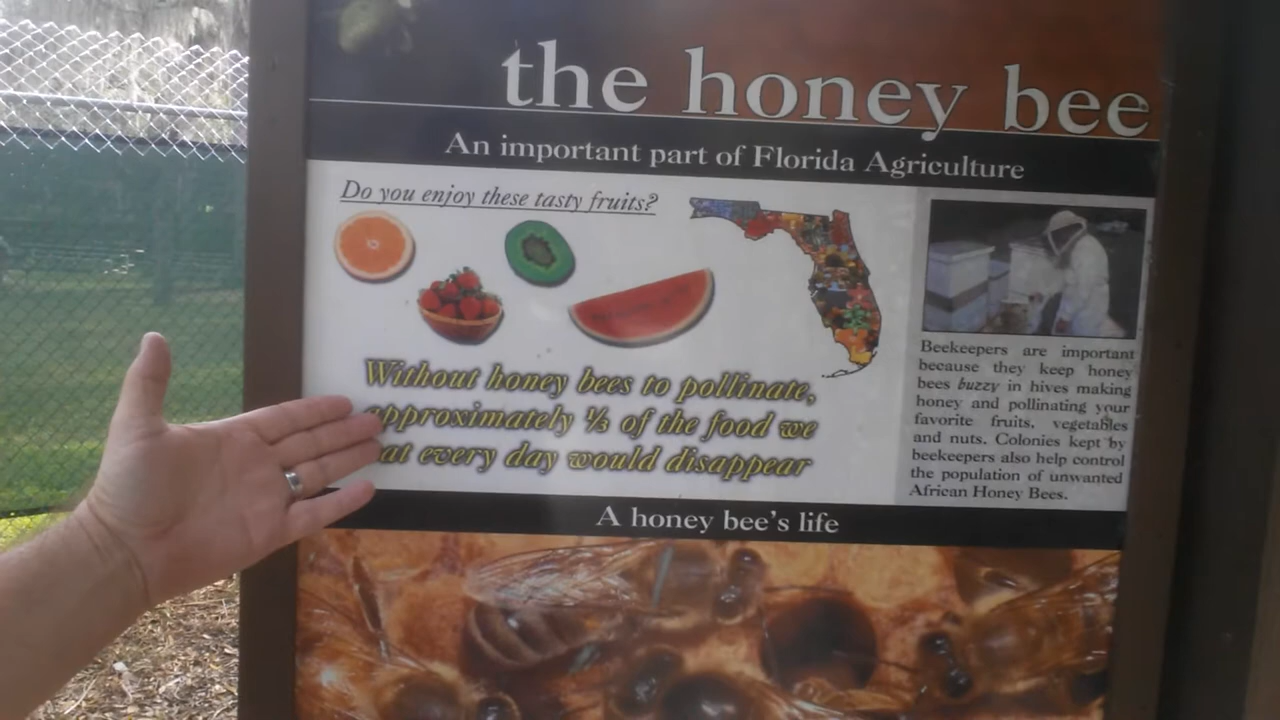 the honey bee
An important part of Florida Agriculture
Do you enjoy these tasty fruits?
Without honey bees to pollinate,
approximately ⅓ of the food we
at every day would disappear
Beekeepers are important
because they keep honey
bees buzzy in hives making
honey and pollinating your
favorite fruits, vegetables
and nuts. Colonies kept by
beekeepers also help control
the population of unwanted
African Honey Bees.
A honey bee's life